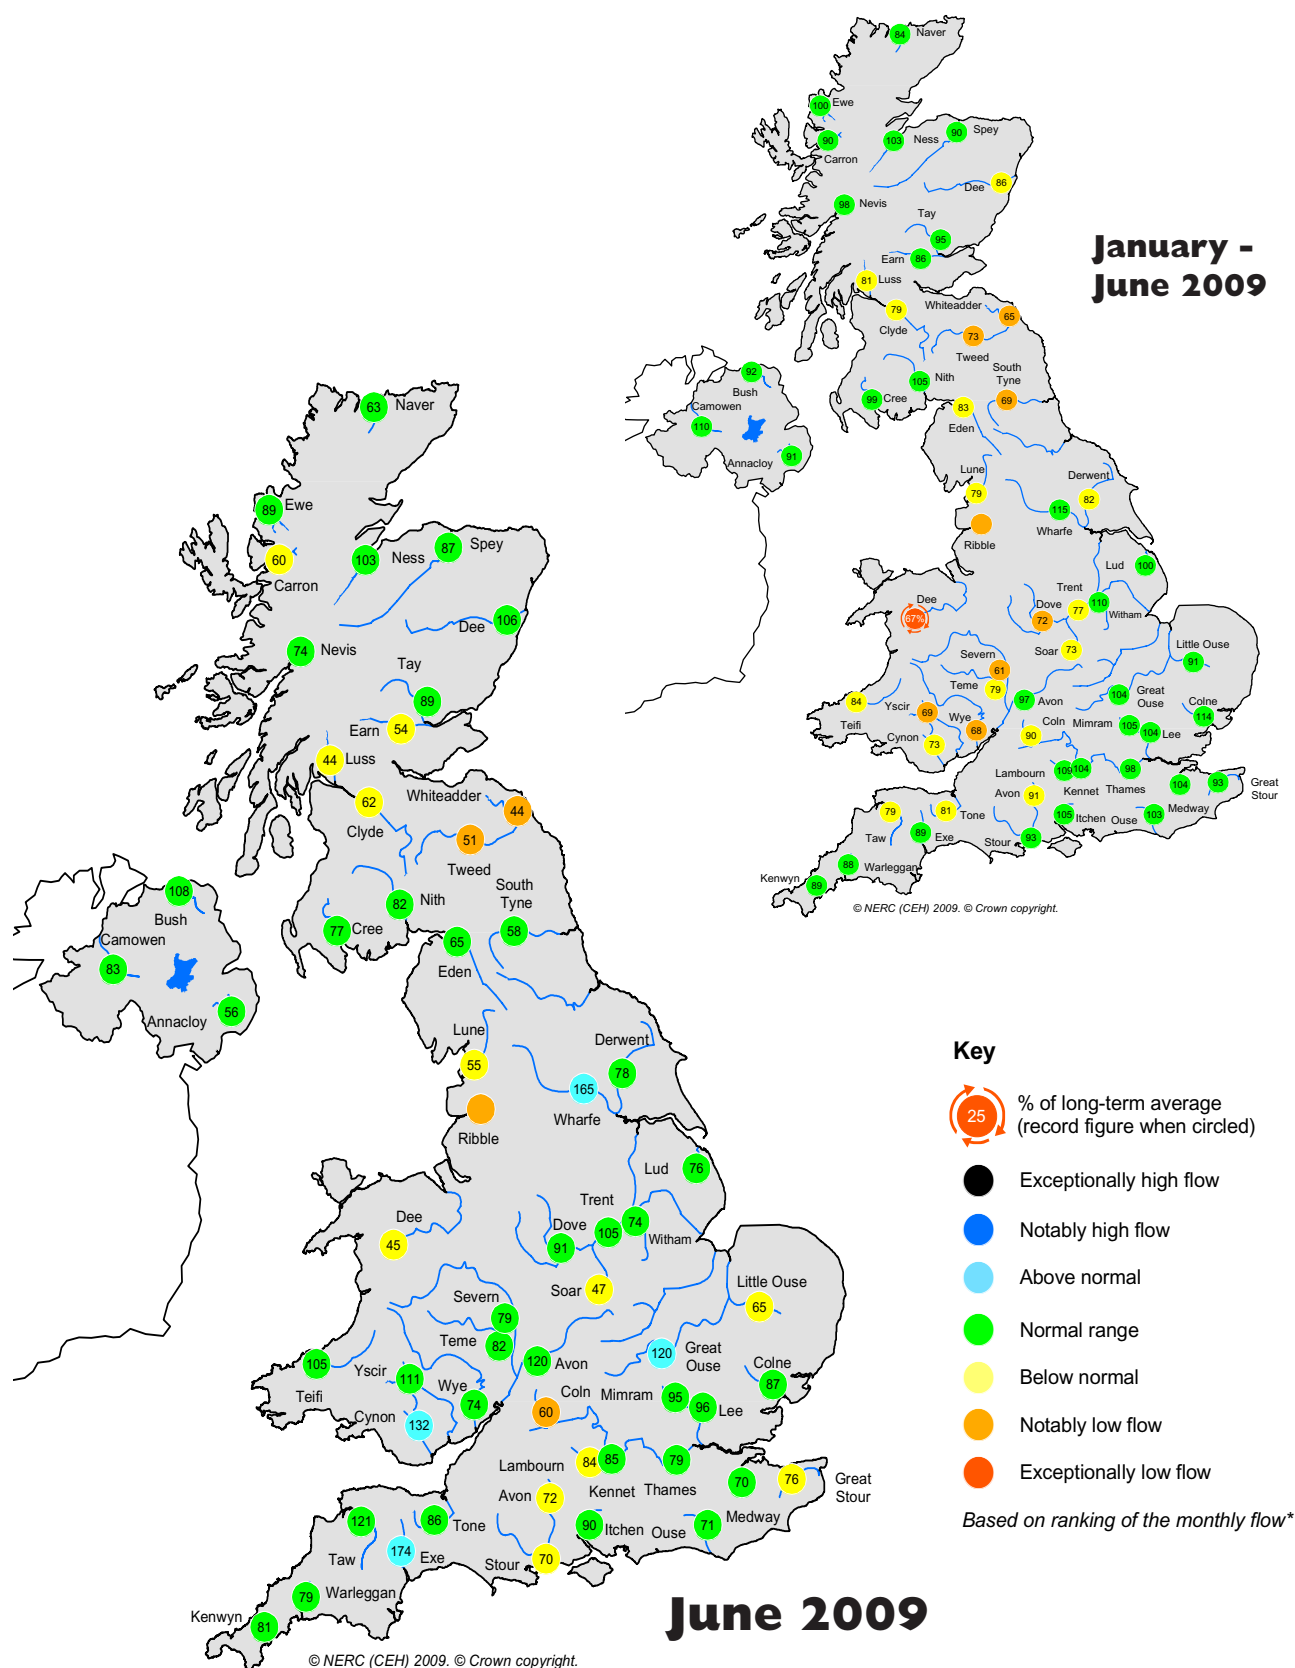 84 Naver
100 Ewe
90 Spey
90
103 Ness
Carron
86
Dee
98 Nevis
Tay
95
January -
June 2009
Earn 86
81 Luss
Whiteadder
79
65
Clyde
73
Tweed
South
Tyne
92
Bush
105 Nith
Camowen
99 Cree
83
69
110
Eden
Annacloy
91
Lune
Derwent
79
82
115
Wharfe
Ribble
Lud 100
Trent
Dee
Dove
77
110
67%
72
Witham
Soar 73
Little Ouse
91
Severn
61
Teme 79
84
Yscir
69
97 Avon
104 Great
Ouse
Colne
114
Teifi
Wye
68
Coln
90
Mimram 105
104 Lee
Cynon
73
Lambourn 109 104
98
104
93 Great
Stour
Kennet Thames
Avon 91
Medway
79
81 Tone
105 Itchen Ouse 103
Taw
89 Exe
Stour 93
88
Warleggan
Kenwyn
89
© NERC (CEH) 2009. © Crown copyright.
63 Naver
89 Ewe
87 Spey
60
103 Ness
Carron
Dee 106
74 Nevis
Tay
89
Earn 54
44 Luss
62
Whiteadder
44
Clyde
51
Tweed
South
Tyne
108
Bush
82 Nith
Camowen
77 Cree
65
58
83
Eden
56
Annacloy
Lune
Derwent
55
78
165
Wharfe
Ribble
Lud 76
Trent
Dee
Dove
105
74
45
91
Witham
Soar 47
Little Ouse
65
Severn
79
Teme 82
105
Yscir
111
120 Avon
120 Great
Ouse
Colne
87
Teifi
Wye
74
Coln
60
Mimram 95
96 Lee
Cynon
132
Lambourn 84 85
79
70
76 Great
Stour
Kennet Thames
Avon 72
Medway
121
86 Tone
90 Itchen Ouse 71
Taw
174 Exe
Stour 70
79 Warleggan
Kenwyn
81
June 2009
© NERC (CEH) 2009. © Crown copyright.
Key
25
% of long-term average
(record figure when circled)
Exceptionally high flow
Notably high flow
Above normal
Normal range
Below normal
Notably low flow
Exceptionally low flow
Based on ranking of the monthly flow*